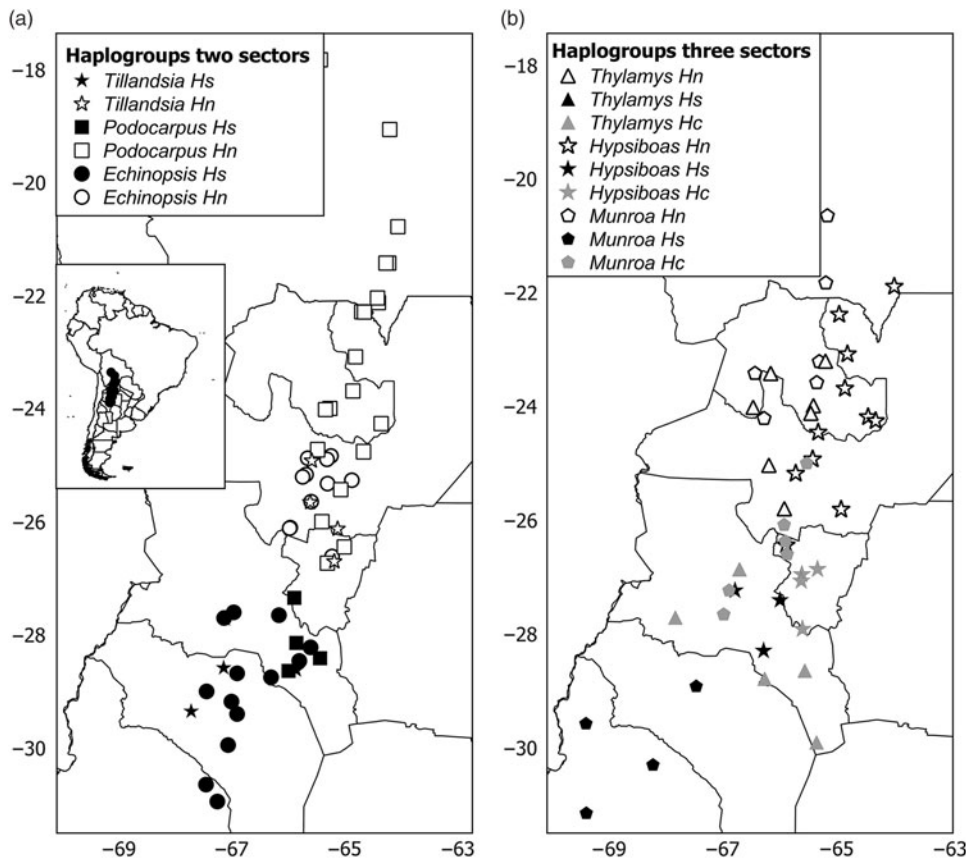 (a)
Haplogroups two sectors
Tillandsia Hs
Tillandsia Hn
Podocarpus Hs
Podocarpus Hn
Echinopsis Hs
Echinopsis Hn
−18
−20
−22
−24
−26
−28
−30
−69
−67
−65
−63
(b)
Haplogroups three sectors
Thylamys Hn
Thylamys Hs
Thylamys Hc
Hypsiboas Hn
Hypsiboas Hs
Hypsiboas Hc
Munroa Hn
Munroa Hs
Munroa Hc
−18
−20
−22
−24
−26
−28
−30
−69
−67
−65
−63